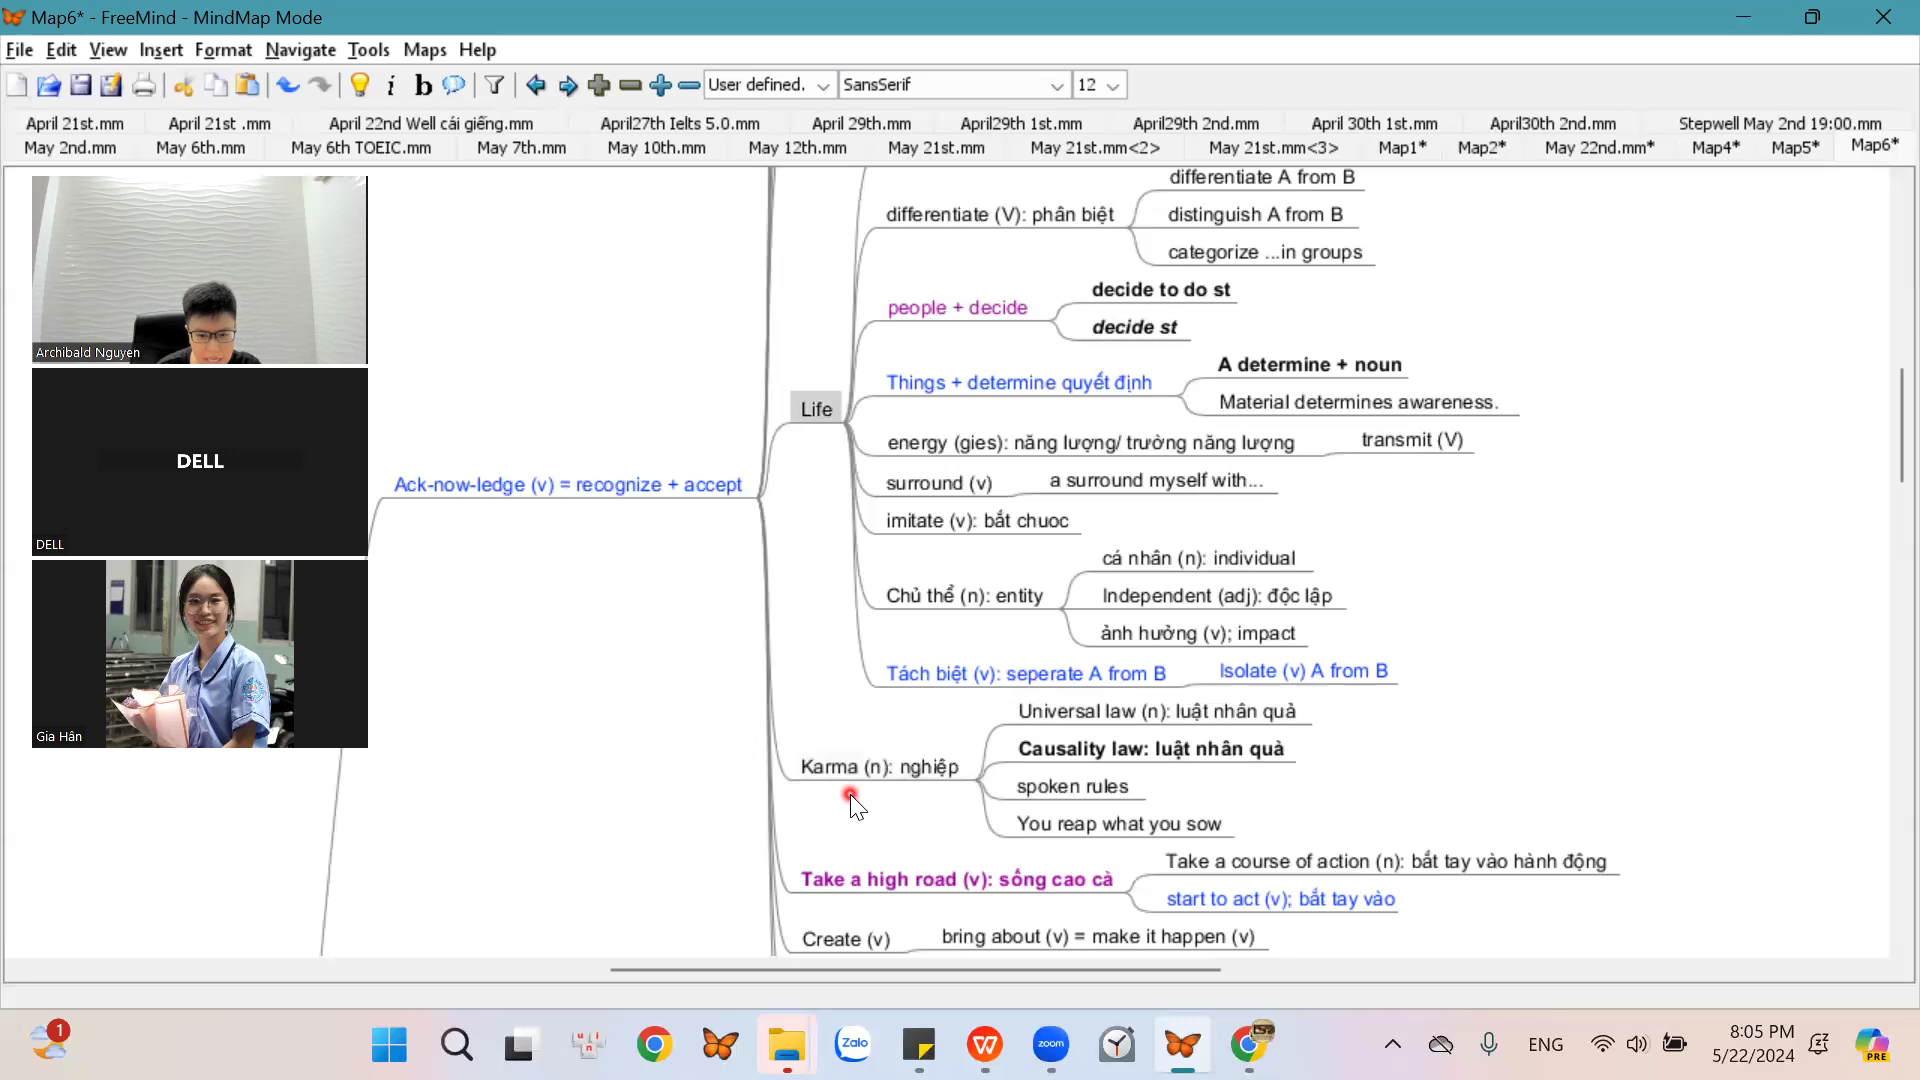 Map6* - FreeMind - MindMap Mode
File Edit View Insert Format Navigate Tools Maps Help
User defined. SansSerif 12
April 21st.mm April 21st .mm April 22nd Well cái giếng.mm April27th Ielts 5.0.mm April 29th.mm April29th 1st.mm April29th 2nd.mm April 30th 1st.mm April30th 2nd.mm Stepwell May 2nd 19:00.mm
May 2nd.mm May 6th.mm May 6th TOEIC.mm May 7th.mm May 10th.mm May 12th.mm May 21st.mm May 21st.mm<2> May 21st.mm<3> Map1* Map2* May 22nd.mm* Map4* Map5* Map6*
differentiate A from B
differentiate (V): phân biệt
distinguish A from B
categorize ...in groups
people + decide
decide to do st
decide st
Things + determine quyết định
A determine + noun
Material determines awareness.
Life
energy (gies): năng lượng/ trường năng lượng
transmit (V)
surround (v)
a surround myself with...
imitate (v): bắt chuoc
Chủ thể (n): entity
cá nhân (n): individual
Independent (adj): độc lập
ảnh hưởng (v); impact
Tách biệt (v): seperate A from B
Isolate (v) A from B
Ack-now-ledge (v) = recognize + accept
Karma (n): nghiệp
Universal law (n): luật nhân quả
Causality law: luật nhân quả
spoken rules
You reap what you sow
Take a high road (v): sống cao cả
Take a course of action (n): bắt tay vào hành động
start to act (v); bắt tay vào
Create (v)
bring about (v) = make it happen (v)
Archibald Nguyen
DELL
DELL
Gia Hân
1
Zalo
zoom
ENG
8:05 PM
5/22/2024
PRE